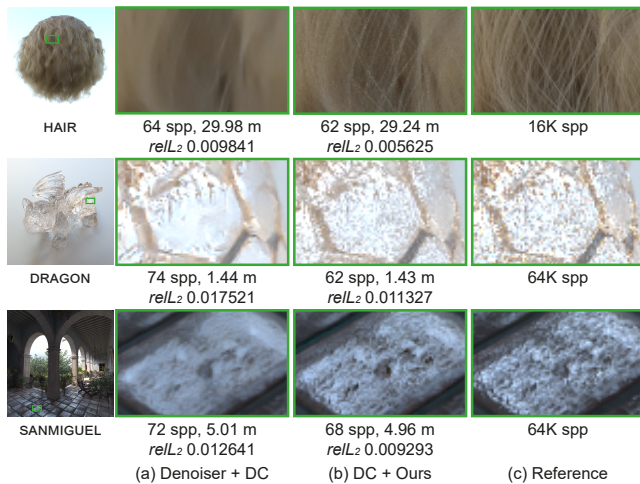 HAIR
64 spp, 29.98 m
relL2 0.009841
62 spp, 29.24 m
relL2 0.005625
16K spp
DRAGON
74 spp, 1.44 m
relL2 0.017521
62 spp, 1.43 m
relL2 0.011327
64K spp
SANMIGUEL
72 spp, 5.01 m
relL2 0.012641
68 spp, 4.96 m
relL2 0.009293
64K spp
(a) Denoiser + DC
(b) DC + Ours
(c) Reference